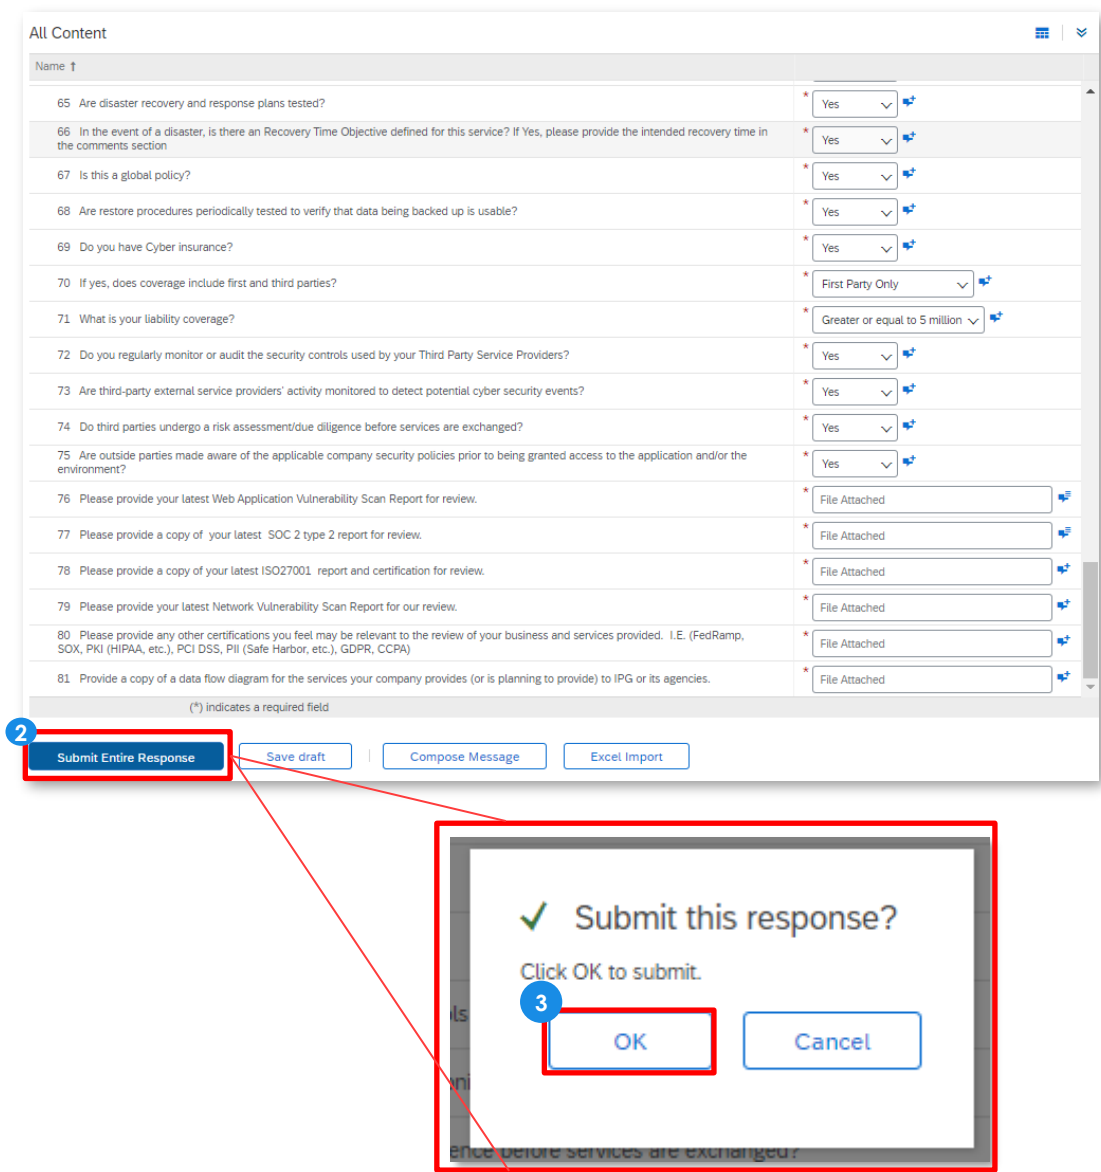 All Content
Name ↑
65 Are disaster recovery and response plans tested?
* Yes
66 In the event of a disaster, is there an Recovery Time Objective defined for this service? If Yes, please provide the intended recovery time in
the comments section
* Yes
67 Is this a global policy?
* Yes
68 Are restore procedures periodically tested to verify that data being backed up is usable?
* Yes
69 Do you have Cyber insurance?
* Yes
70 If yes, does coverage include first and third parties?
* First Party Only
71 What is your liability coverage?
* Greater or equal to 5 million
72 Do you regularly monitor or audit the security controls used by your Third Party Service Providers?
* Yes
73 Are third-party external service providers' activity monitored to detect potential cyber security events?
* Yes
74 Do third parties undergo a risk assessment/due diligence before services are exchanged?
* Yes
75 Are outside parties made aware of the applicable company security policies prior to being granted access to the application and/or the
environment?
* Yes
76 Please provide your latest Web Application Vulnerability Scan Report for review.
* File Attached
77 Please provide a copy of your latest SOC 2 type 2 report for review.
* File Attached
78 Please provide a copy of your latest ISO27001 report and certification for review.
* File Attached
79 Please provide your latest Network Vulnerability Scan Report for our review.
* File Attached
80 Please provide any other certifications you feel may be relevant to the review of your business and services provided. I.E. (FedRamp,
SOX, PKI (HIPAA, etc.), PCI DSS, PII (Safe Harbor, etc.), GDPR, CCPA)
* File Attached
81 Provide a copy of a data flow diagram for the services your company provides (or is planning to provide) to IPG or its agencies.
* File Attached
(*) indicates a required field
2
Submit Entire Response
Save draft
Compose Message
Excel Import
Submit this response?
Click OK to submit.
3
OK
Cancel
ence before services are exchanged?